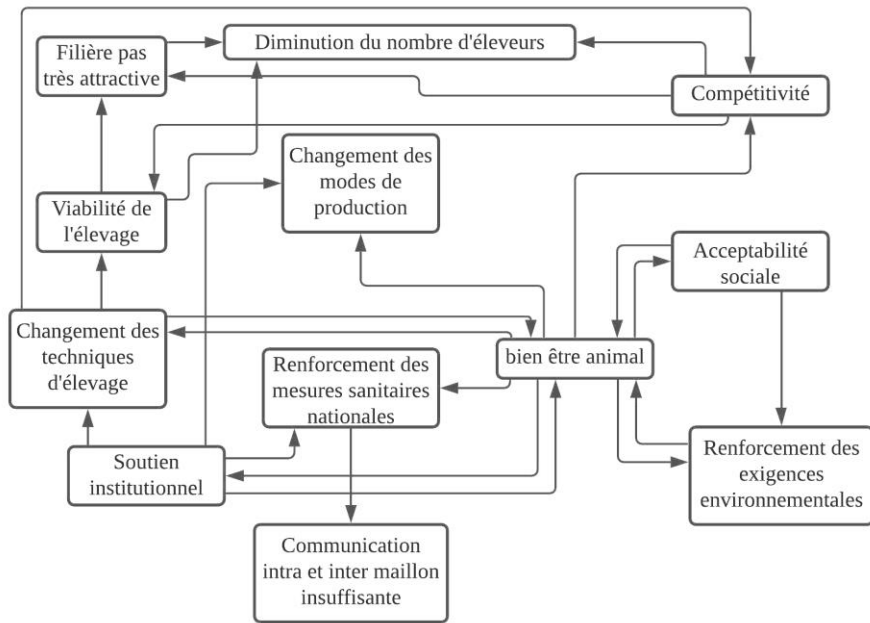 Diminution du nombre d'éleveurs
Filière pas
très attractive
Compétitivité
Changement des
modes de
production
Viabilité de
l'élevage
Acceptabilité
sociale
Changement des
techniques
d'élevage
bien être animal
Renforcement des
mesures sanitaires
nationales
Soutien
institutionnel
Renforcement des
exigences
environnementales
Communication
intra et inter maillon
insuffisante